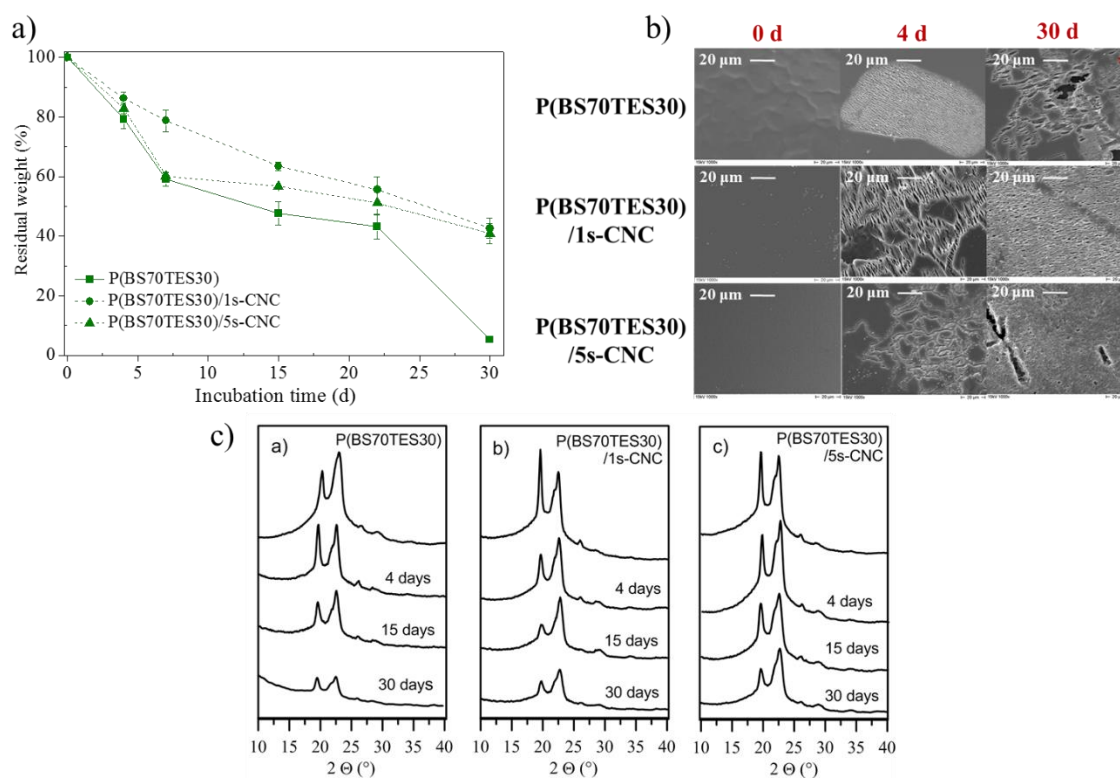 a)
100
80
60
40
20
0
Residual weight (%)
P(BS70TES30)
P(BS70TES30)/1s-CNC
P(BS70TES30)/5s-CNC
0 5 10 15 20 25 30
Incubation time (d)
b)
0 d 4 d 30 d
P(BS70TES30)
20 μm 20 μm 20 μm
P(BS70TES30)
/1s-CNC
20 μm 20 μm 20 μm
P(BS70TES30)
/5s-CNC
20 μm 20 μm 20 μm
c)
a) P(BS70TES30)
4 days
15 days
30 days
10 15 20 25 30 35 40
2 Θ (°)
b) P(BS70TES30)
/1s-CNC
4 days
15 days
30 days
10 15 20 25 30 35 40
2 Θ (°)
c) P(BS70TES30)
/5s-CNC
4 days
15 days
30 days
10 15 20 25 30 35 40
2 Θ (°)